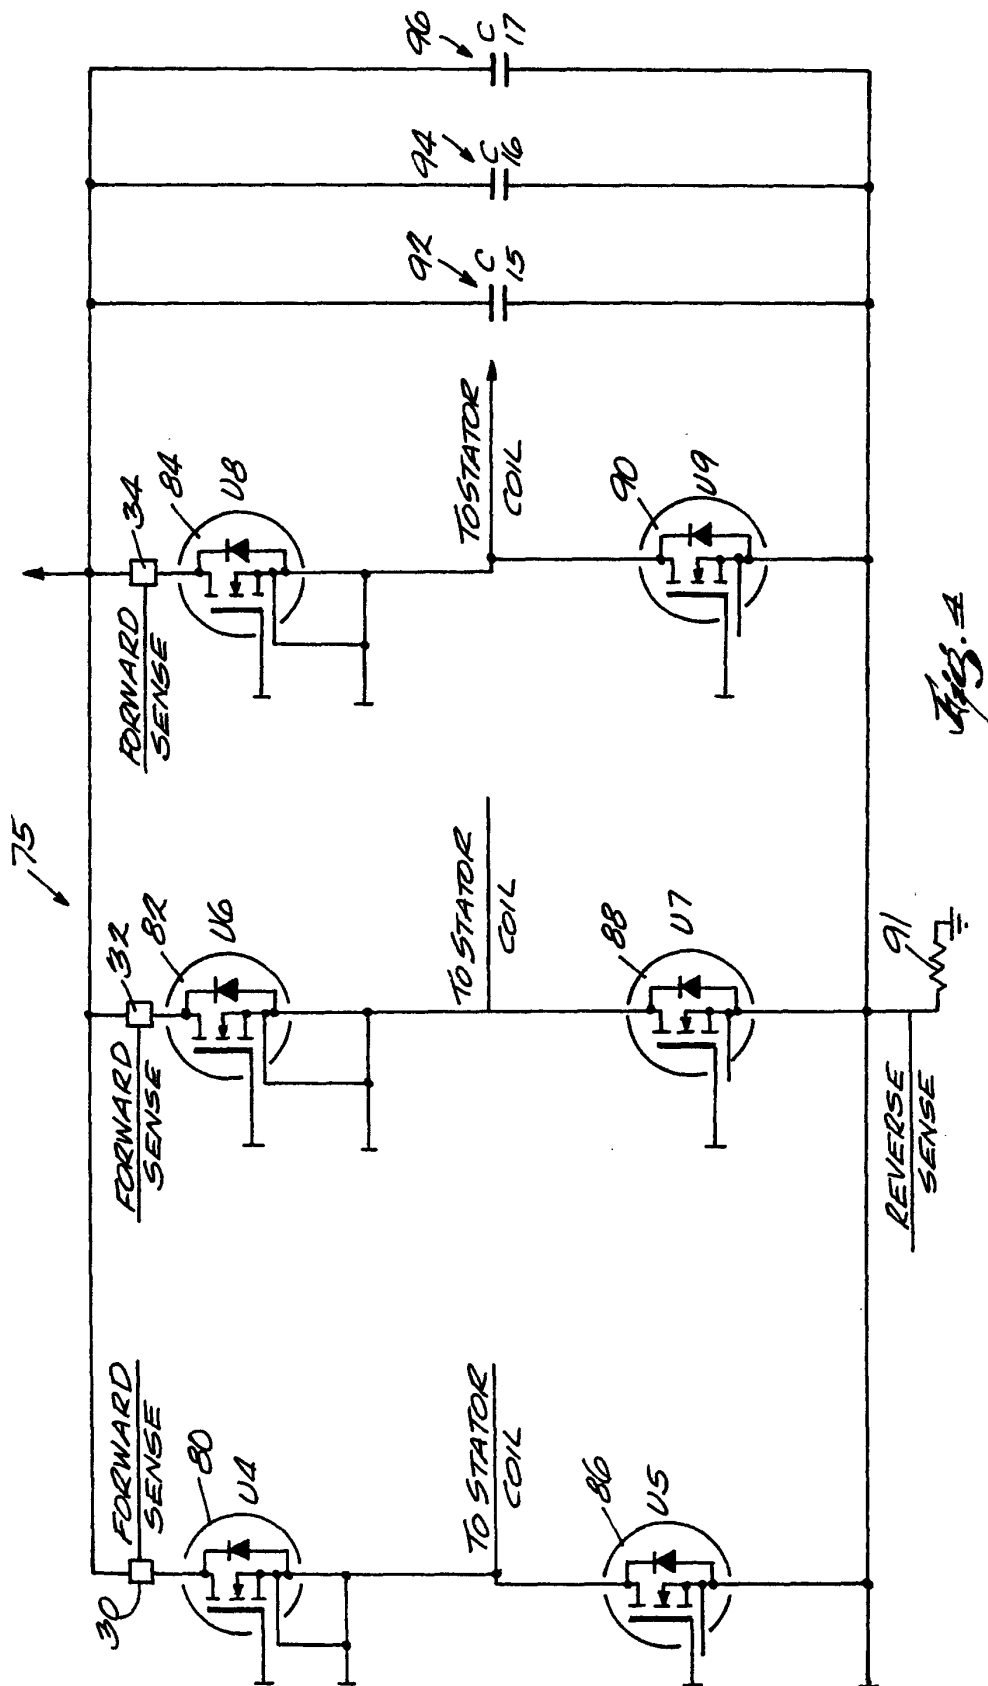 75
96
C
17
94
C
16
92
C
15
34
FORWARD
SENSE
84
U8
TO STATOR
COIL
90
U9
32
FORWARD
SENSE
82
U6
TO STATOR
COIL
88
U7
91
REVERSE
SENSE
30
FORWARD
SENSE
80
U4
TO STATOR
COIL
86
U5
Fig. 4